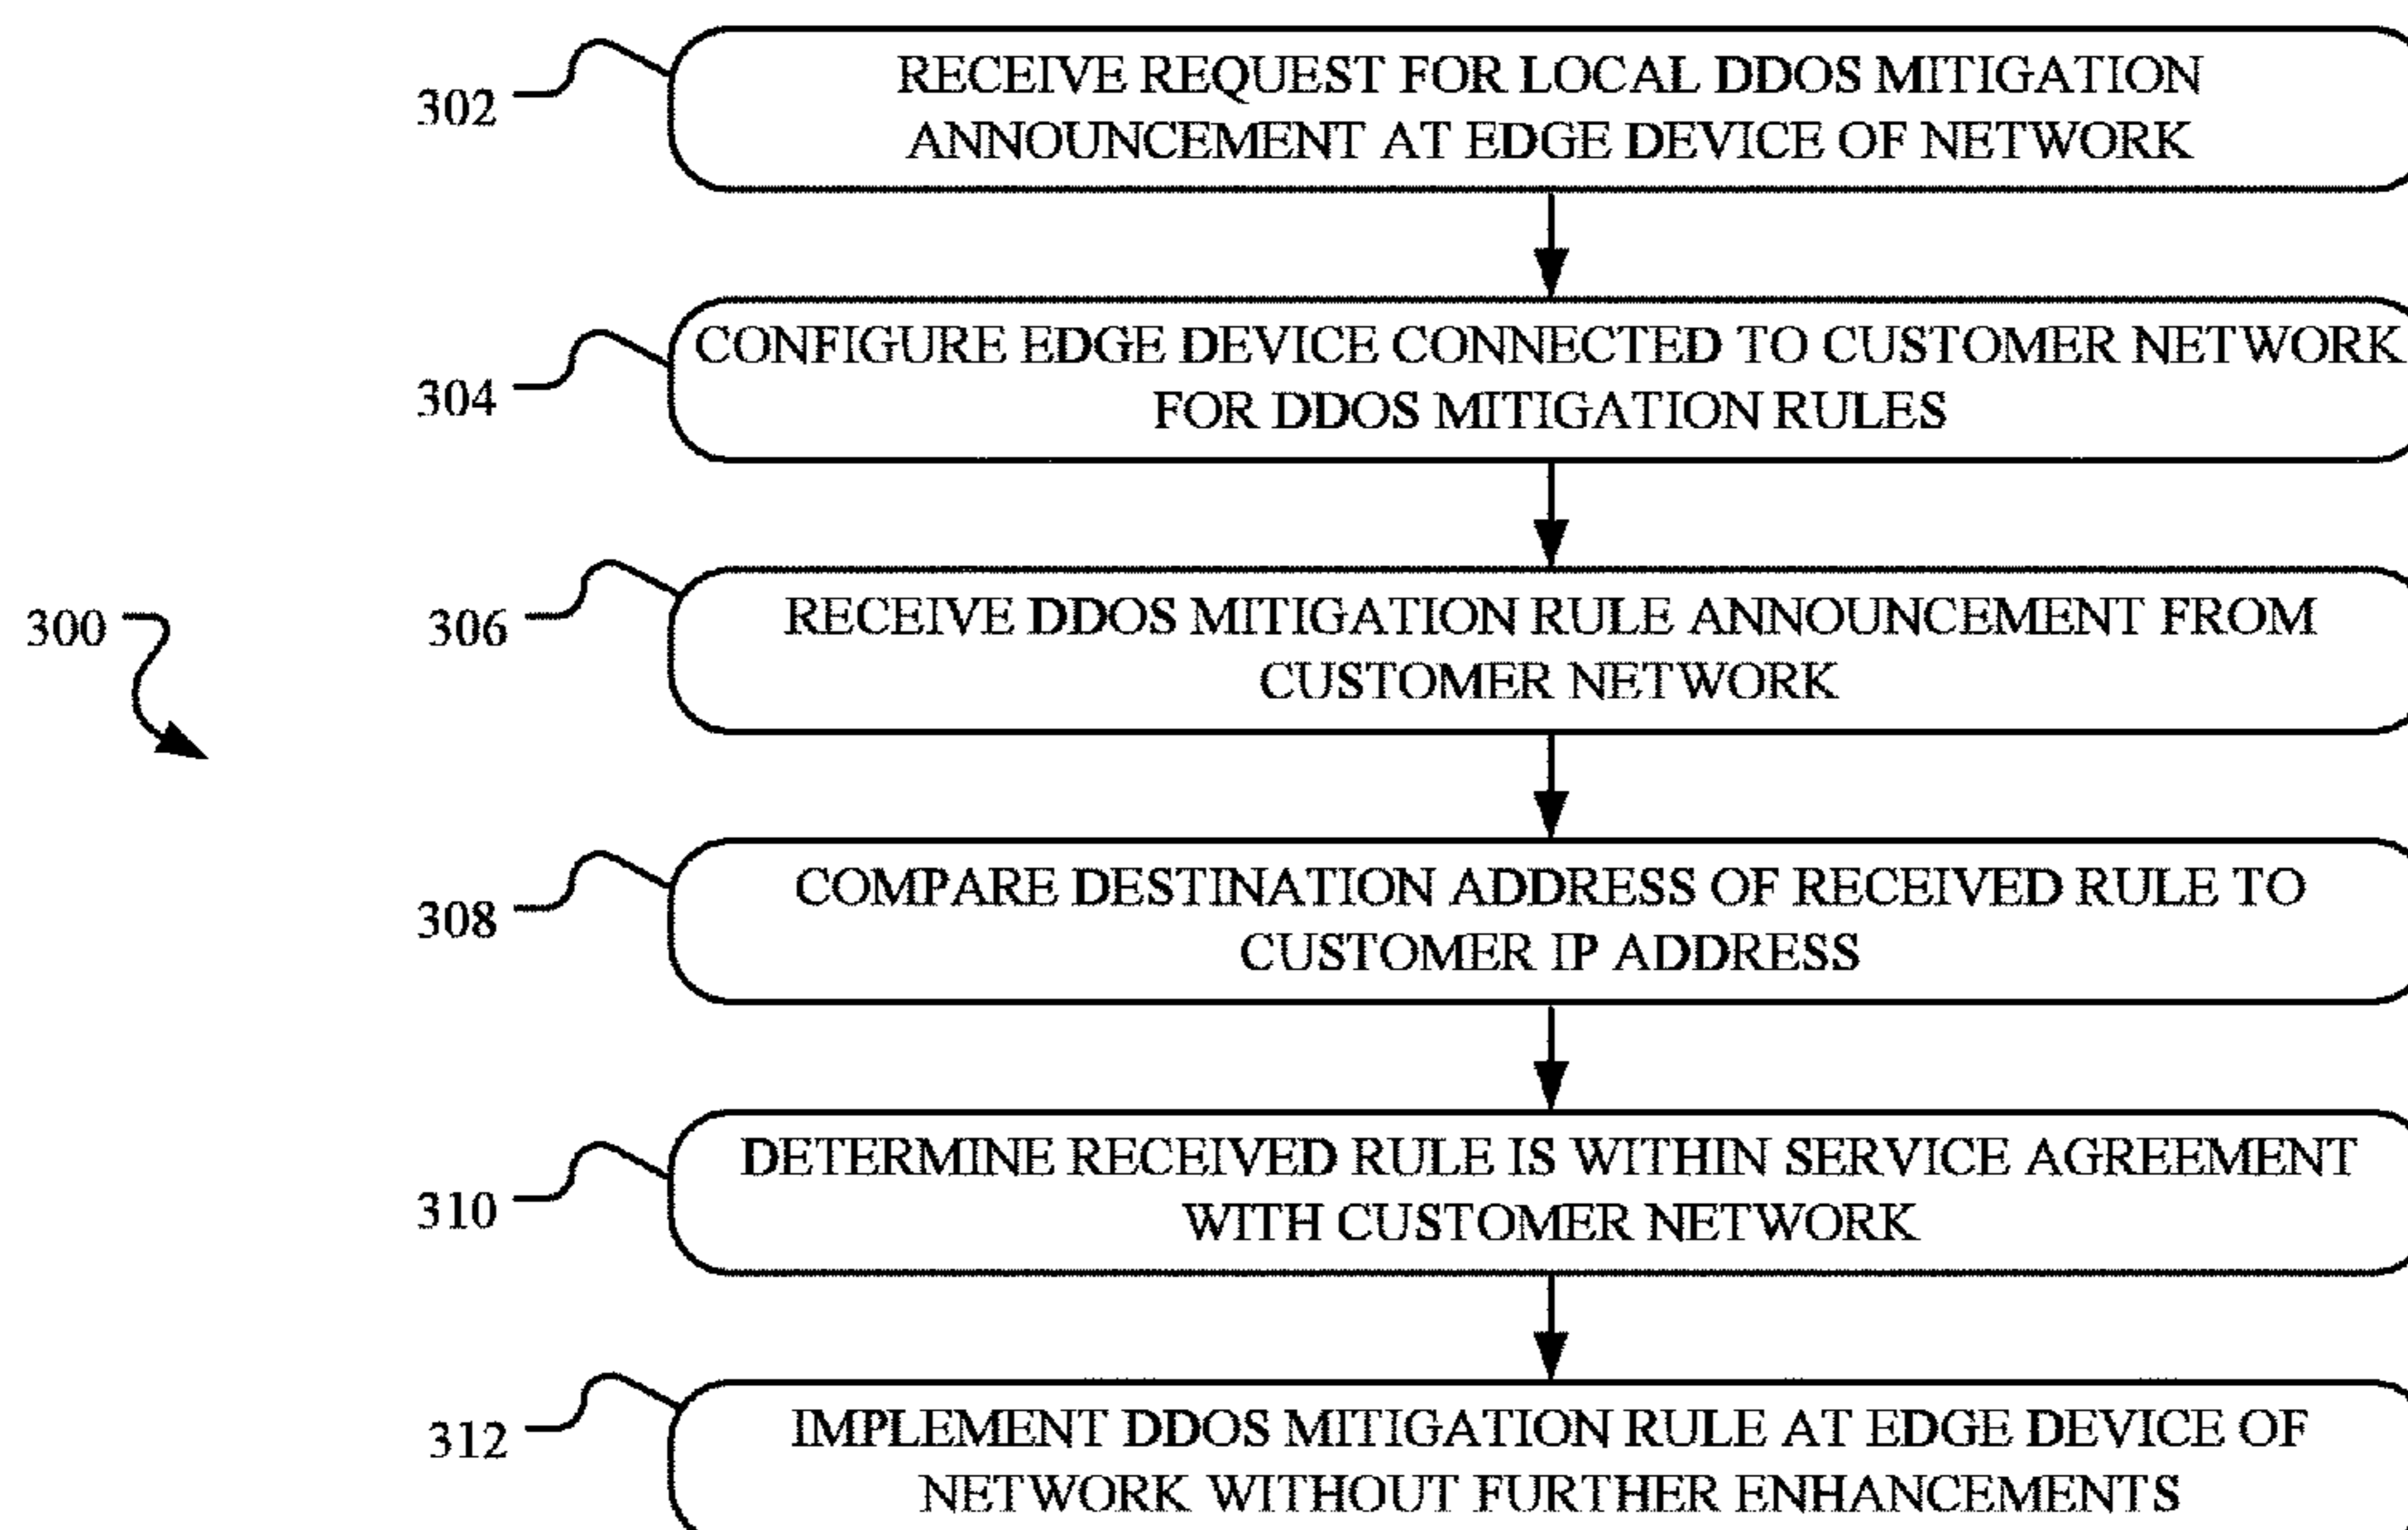 302
RECEIVE REQUEST FOR LOCAL DDOS MITIGATION
ANNOUNCEMENT AT EDGE DEVICE OF NETWORK
304
CONFIGURE EDGE DEVICE CONNECTED TO CUSTOMER NETWORK
FOR DDOS MITIGATION RULES
300
306
RECEIVE DDOS MITIGATION RULE ANNOUNCEMENT FROM
CUSTOMER NETWORK
308
COMPARE DESTINATION ADDRESS OF RECEIVED RULE TO
CUSTOMER IP ADDRESS
310
DETERMINE RECEIVED RULE IS WITHIN SERVICE AGREEMENT
WITH CUSTOMER NETWORK
312
IMPLEMENT DDOS MITIGATION RULE AT EDGE DEVICE OF
NETWORK WITHOUT FURTHER ENHANCEMENTS